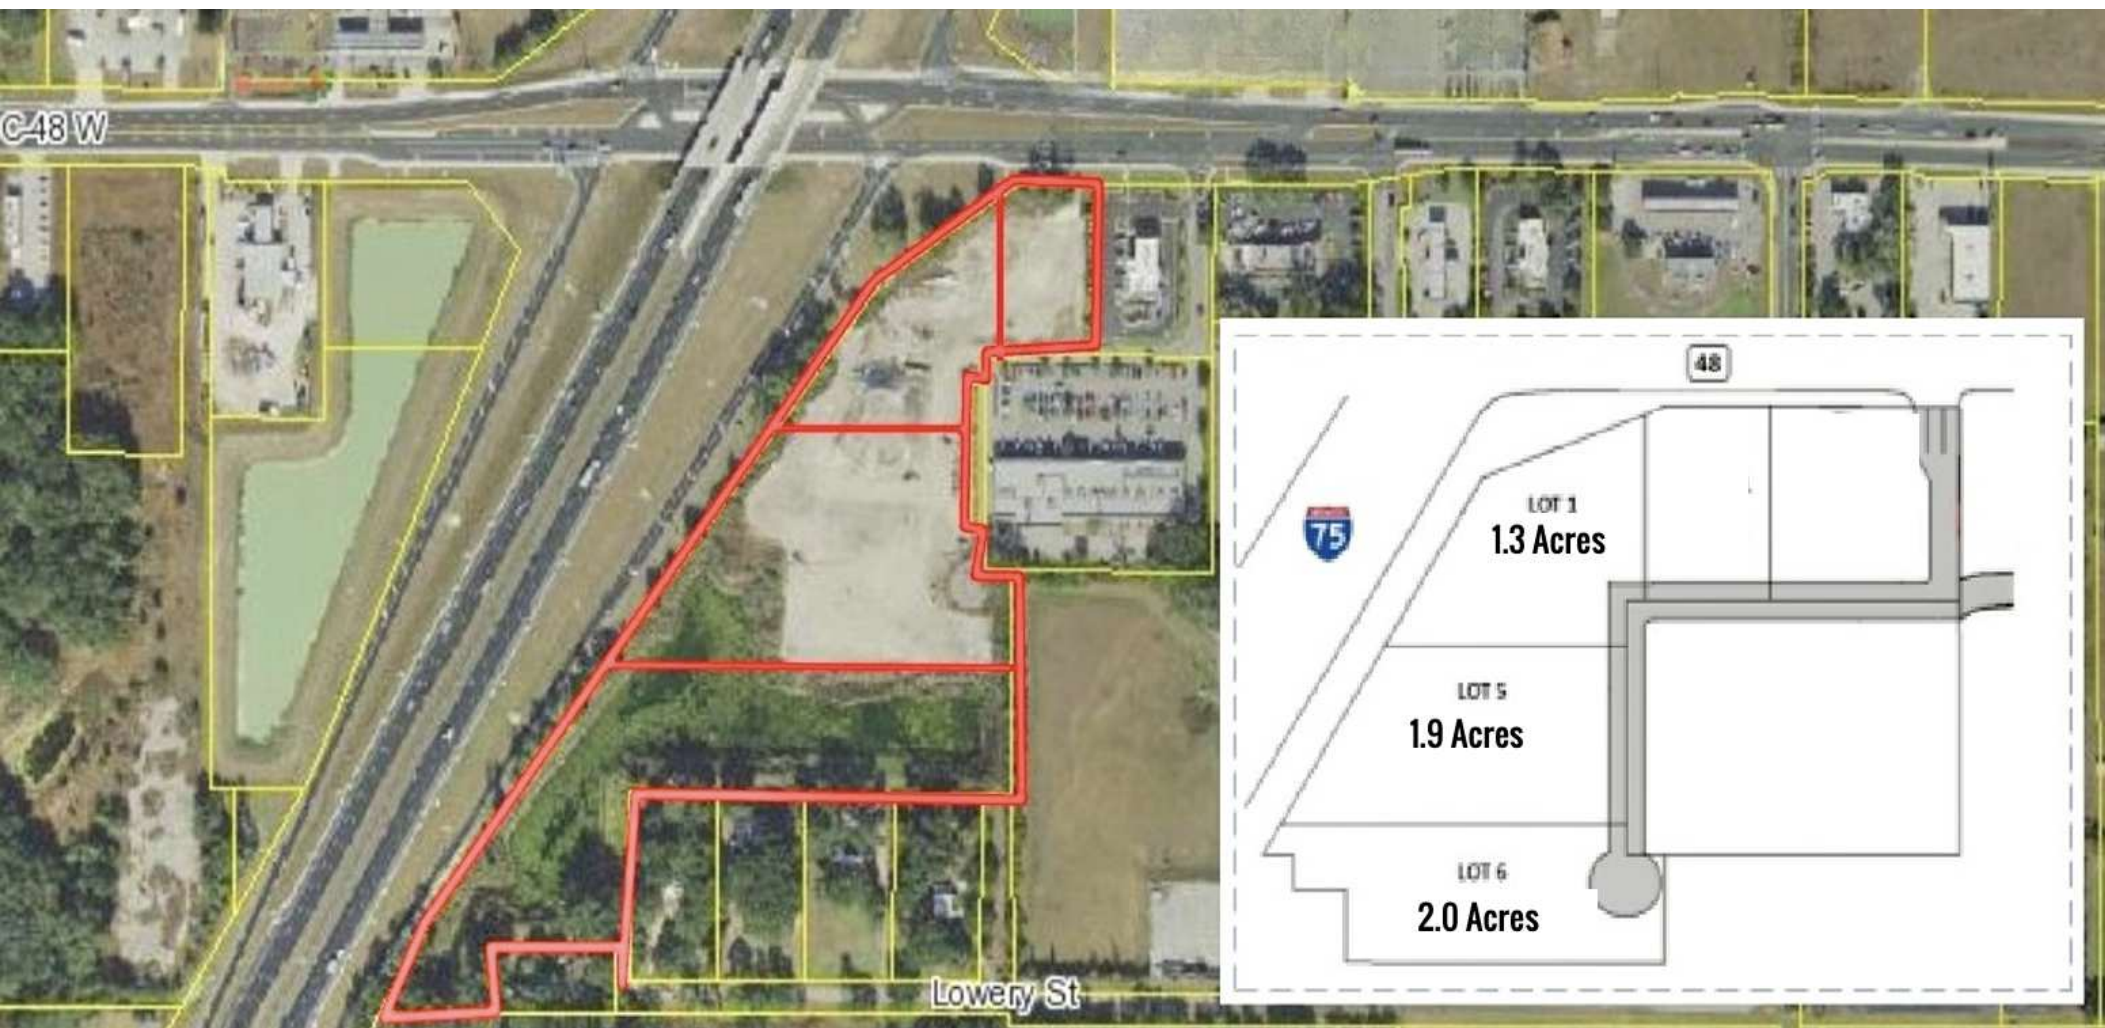 C-48 W
48
75
LOT 1
1.3 Acres
LOT 5
1.9 Acres
LOT 6
2.0 Acres
Lowery St